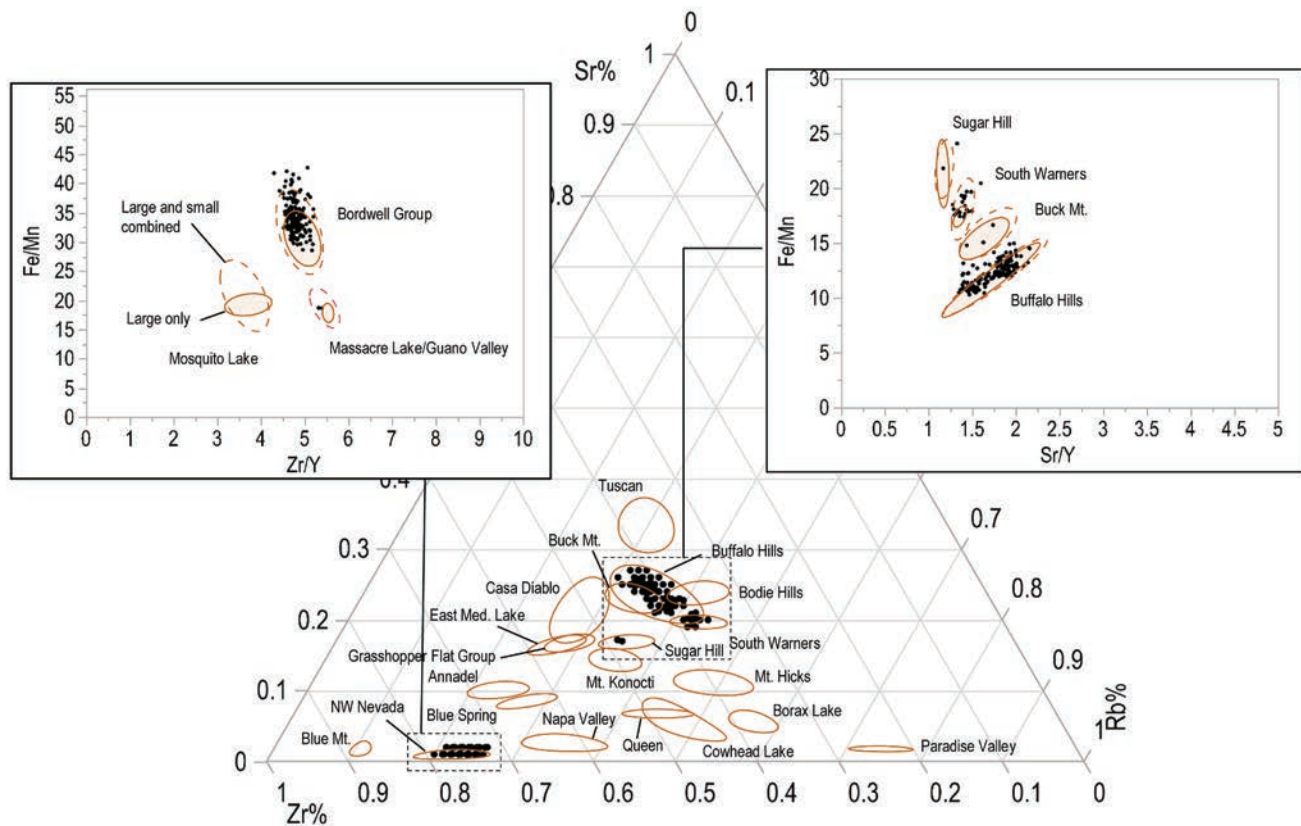 0
1
Sr%
0.1
0.9
0.8
55
50
45
40
35
30
25
20
15
10
5
0
Fe/Mn
Large and small
combined
Bordwell Group
Large only
Mosquito Lake
Massacre Lake/Guano Valley
0 1 2 3 4 5 6 7 8 9 10
Zr/Y
30
25
20
15
10
5
0
Fe/Mn
Sugar Hill
South Warners
Buck Mt.
Buffalo Hills
0 0.5 1 1.5 2 2.5 3 3.5 4 4.5 5
Sr/Y
0.4
Tuscan
0.7
Buck Mt.
Buffalo Hills
0.3
Casa Diablo
Bodie Hills
0.8
East Med. Lake
0.2
South Warners
Grasshopper Flat Group
Sugar Hill
0.9
Annadel
Mt. Konocti
Mt. Hicks
0.1
NW Nevada
Blue Spring
Napa Valley
Borax Lake
Rb%
1
Blue Mt.
Queen
Cowhead Lake
Paradise Valley
0
1 0.9 0.8 0.7 0.6 0.5 0.4 0.3 0.2 0.1 0
Zr%